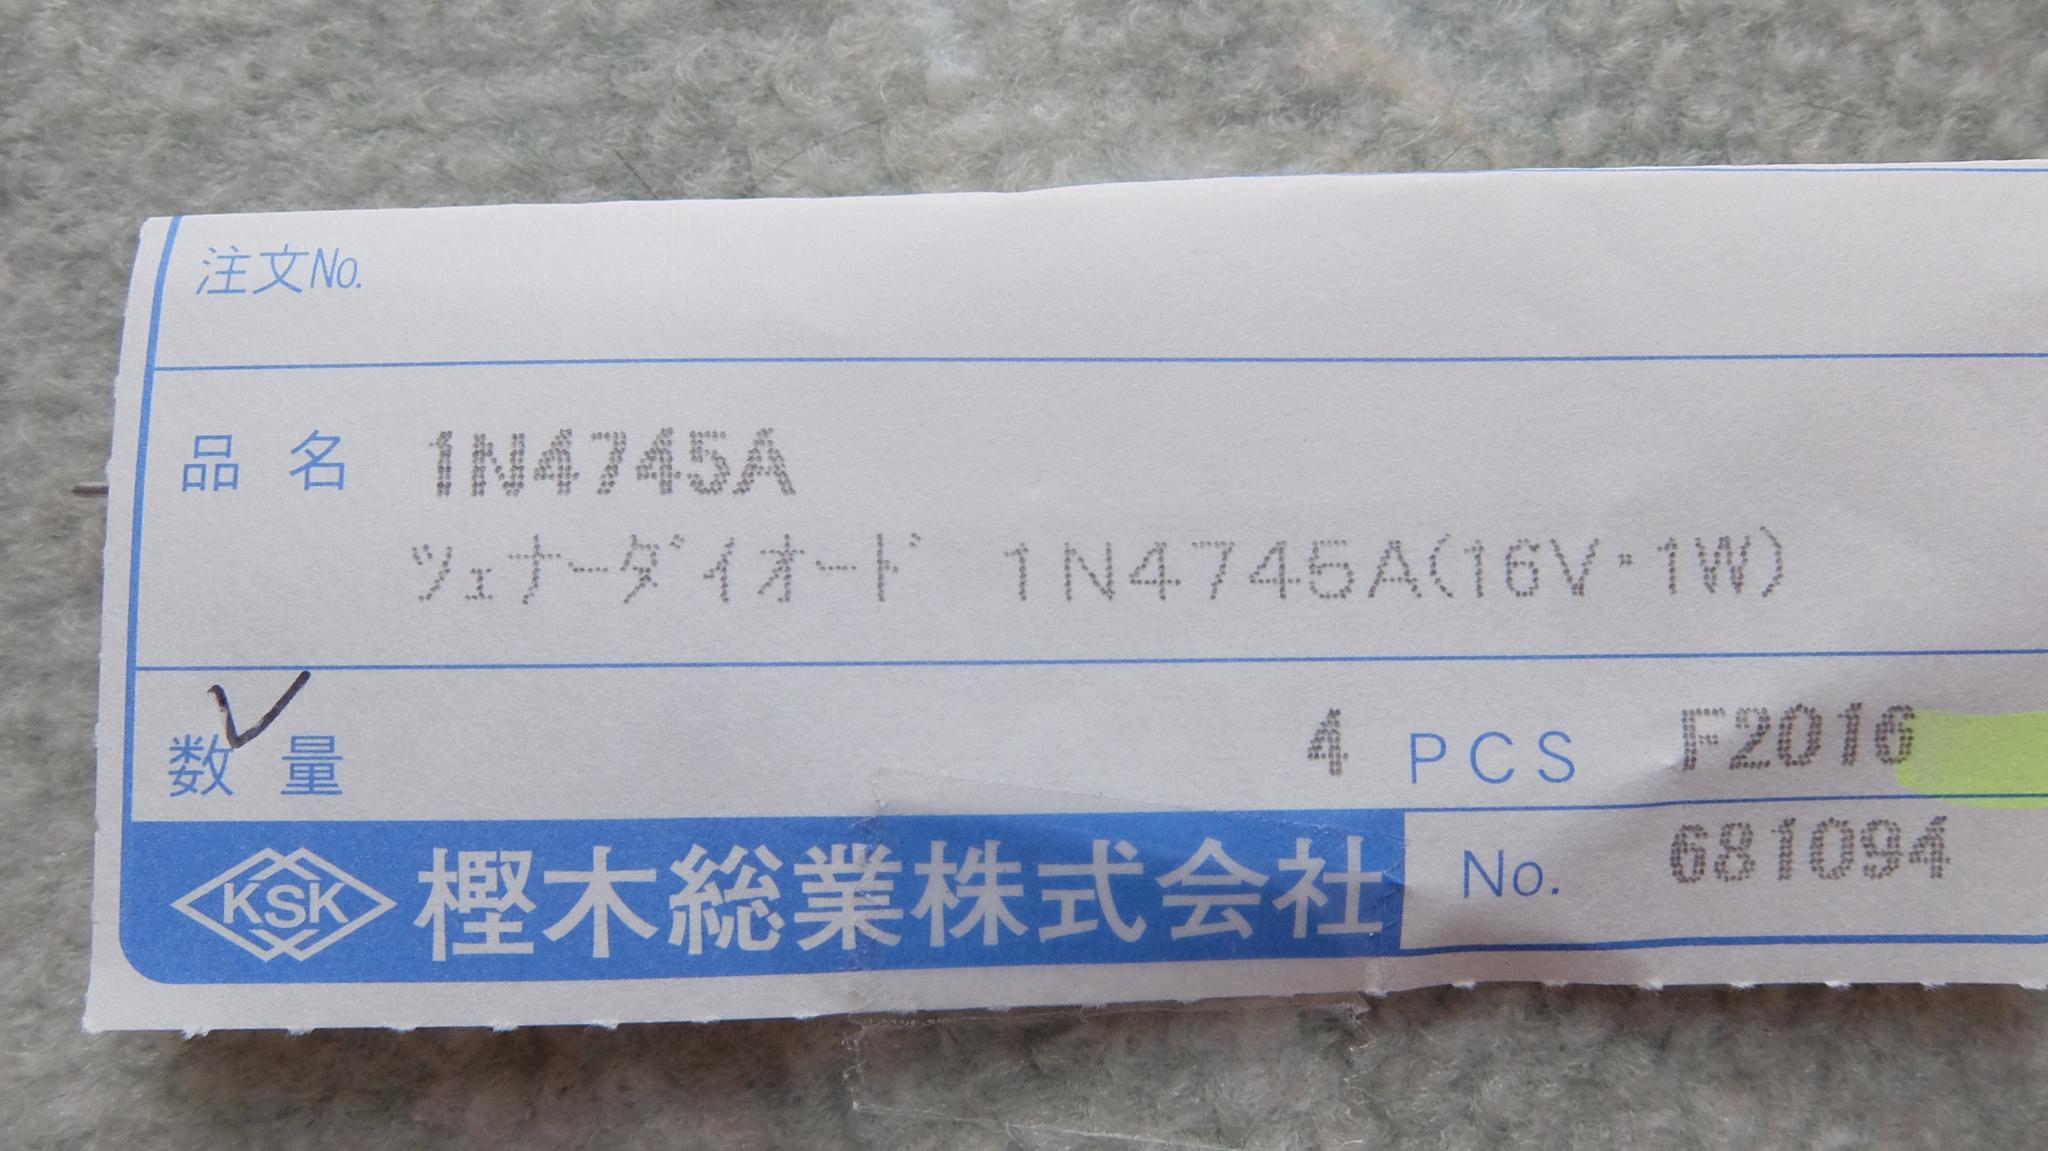 注文No.
品名 1N4745A
ツェナーダイオード 1N4745A(16V・1W)
数量 4 PCS F2016
KSK 樫木総業株式会社 No. 681094